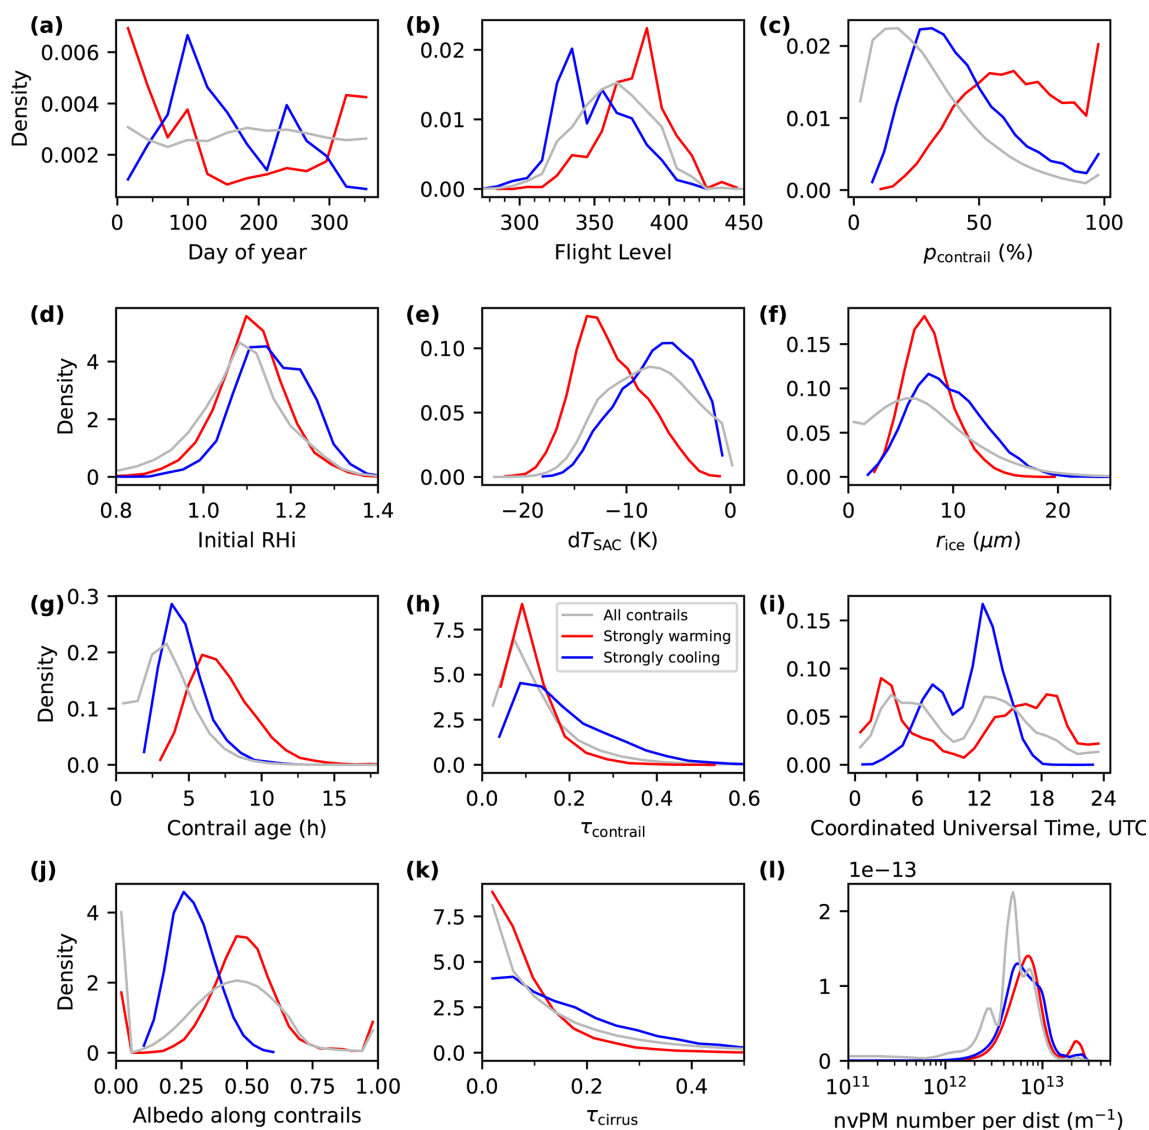 (a)
Density
0.006
0.004
0.002
0
100
200
300
Day of year
(b)
0.02
0.01
0.00
300
350
400
450
Flight Level
(c)
0.02
0.01
0.00
0
50
100
p_contrail (%)
(d)
Density
4
2
0
0.8
1.0
1.2
1.4
Initial RHi
(e)
0.10
0.05
0.00
−20
−10
0
dT_SAC (K)
(f)
0.15
0.10
0.05
0.00
0
10
20
r_ice (μm)
(g)
Density
0.3
0.2
0.1
0.0
0
5
10
15
Contrail age (h)
(h)
7.5
5.0
2.5
0.0
0.0
0.2
0.4
0.6
τ_contrail
All contrails
Strongly warming
Strongly cooling
(i)
0.15
0.10
0.05
0.00
0
6
12
18
24
Coordinated Universal Time, UTC
(j)
Density
4
2
0
0.00
0.25
0.50
0.75
1.00
Albedo along contrails
(k)
7.5
5.0
2.5
0.0
0.0
0.2
0.4
τ_cirrus
(l)
1e−13
2
1
0
10^11
10^12
10^13
nvPM number per dist (m^−1)